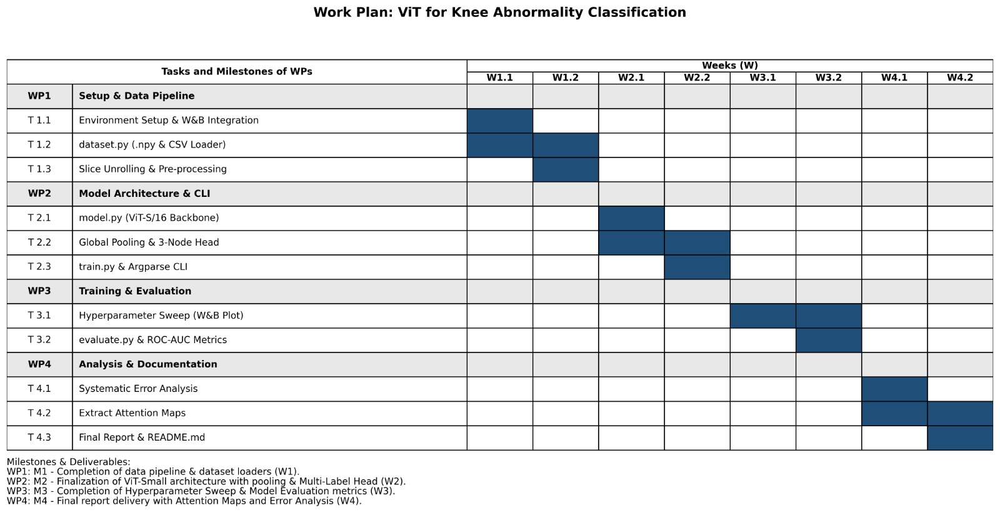 Work Plan: ViT for Knee Abnormality Classification
Tasks and Milestones of WPs
Weeks (W)
W1.1 W1.2 W2.1 W2.2 W3.1 W3.2 W4.1 W4.2
WP1 Setup & Data Pipeline
T 1.1 Environment Setup & W&B Integration
T 1.2 dataset.py (.npy & CSV Loader)
T 1.3 Slice Unrolling & Pre-processing
WP2 Model Architecture & CLI
T 2.1 model.py (ViT-S/16 Backbone)
T 2.2 Global Pooling & 3-Node Head
T 2.3 train.py & Argparse CLI
WP3 Training & Evaluation
T 3.1 Hyperparameter Sweep (W&B Plot)
T 3.2 evaluate.py & ROC-AUC Metrics
WP4 Analysis & Documentation
T 4.1 Systematic Error Analysis
T 4.2 Extract Attention Maps
T 4.3 Final Report & README.md
Milestones & Deliverables:
WP1: M1 - Completion of data pipeline & dataset loaders (W1).
WP2: M2 - Finalization of ViT-Small architecture with pooling & Multi-Label Head (W2).
WP3: M3 - Completion of Hyperparameter Sweep & Model Evaluation metrics (W3).
WP4: M4 - Final report delivery with Attention Maps and Error Analysis (W4).